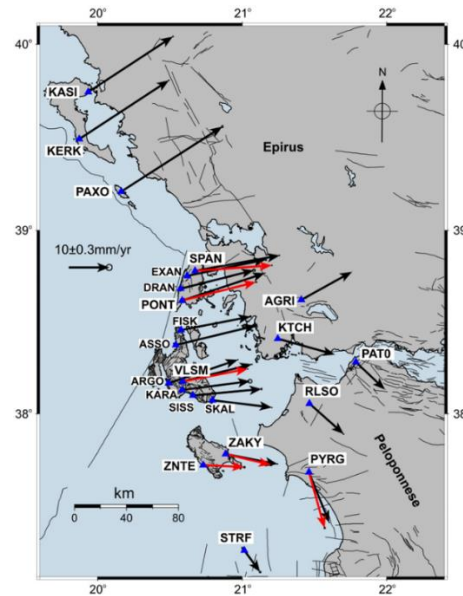 20°
21°
22°
40°
40°
N
KASI
KERK
Epirus
PAXO
39°
39°
10±0.3mm/yr
SPAN
EXAN
DRAN
PONT
AGRI
FISK
KTCH
ASSO
PAT0
VLSM
ARGO
RLSO
KARA
38°
38°
SISS
SKAL
Peloponnese
ZAKY
ZNTE
PYRG
km
0 40 80
STRF
20°
21°
22°